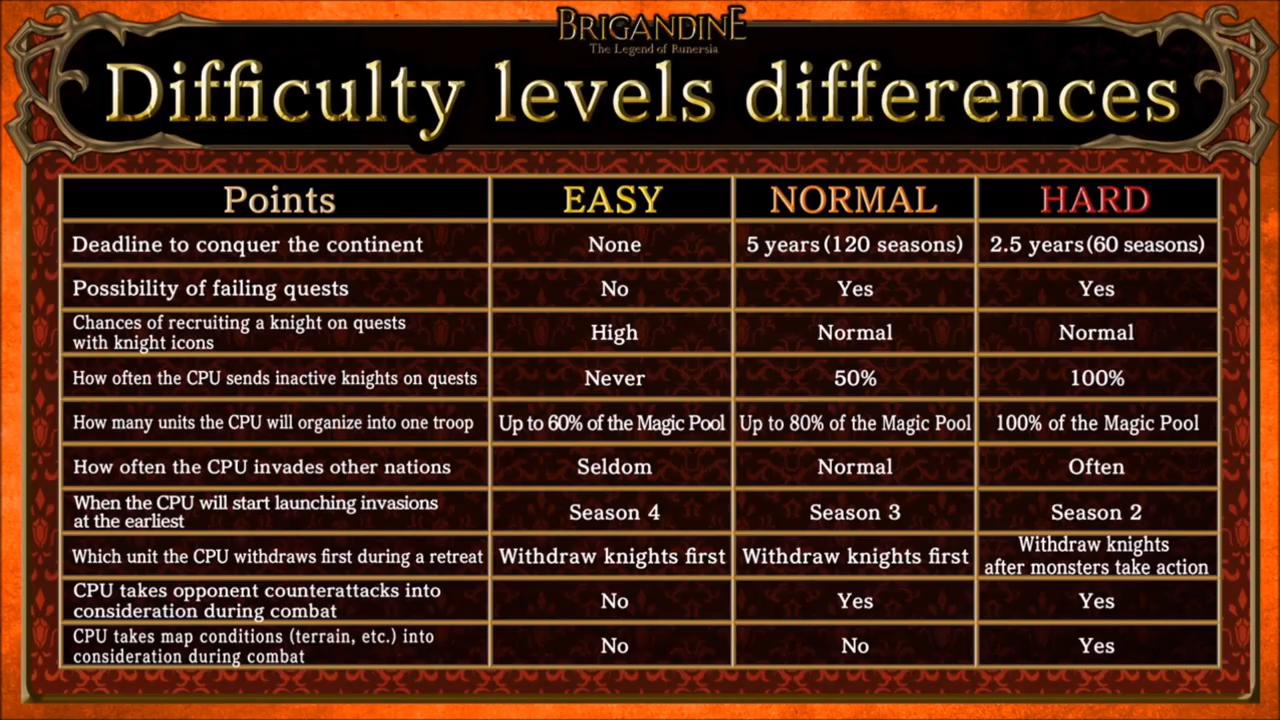 BRIGANDINE
The Legend of Runersia
Difficulty levels differences
Points EASY NORMAL HARD
Deadline to conquer the continent None 5 years (120 seasons) 2.5 years(60 seasons)
Possibility of failing quests No Yes Yes
Chances of recruiting a knight on quests
with knight icons High Normal Normal
How often the CPU sends inactive knights on quests Never 50% 100%
How many units the CPU will organize into one troop Up to 60% of the Magic Pool Up to 80% of the Magic Pool 100% of the Magic Pool
How often the CPU invades other nations Seldom Normal Often
When the CPU will start launching invasions
at the earliest Season 4 Season 3 Season 2
Which unit the CPU withdraws first during a retreat Withdraw knights first Withdraw knights first Withdraw knights
after monsters take action
CPU takes opponent counterattacks into
consideration during combat No Yes Yes
CPU takes map conditions (terrain, etc.) into
consideration during combat No No Yes